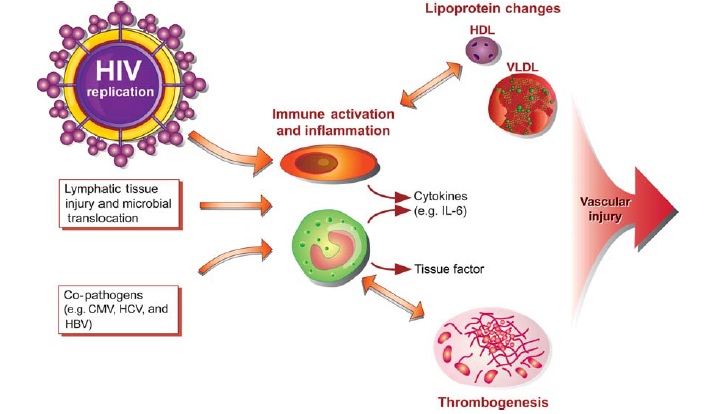 Lipoprotein changes
HDL
VLDL
HIV
replication
Immune activation
and inflammation
Lymphatic tissue
injury and microbial
translocation
Cytokines
(e.g. IL-6)
Vascular
injury
Tissue factor
Co-pathogens
(e.g. CMV, HCV, and
HBV)
Thrombogenesis